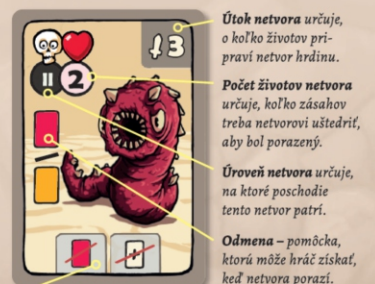 3
II 2
Útok netvora určuje,
o koľko životov pri-
praví netvor hrdinu.
Počet životov netvora
určuje, koľko zásahov
treba netvorovi uštedriť,
aby bol porazený.
Úroveň netvora určuje,
na ktoré poschodie
tento netvor patrí.
Odmena – pomôcka,
ktorú môže hráč získať,
keď netvora porazí.